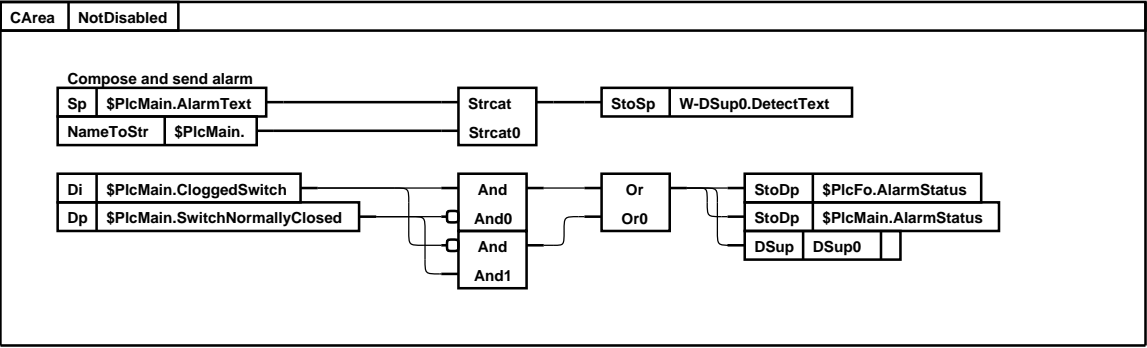 CArea NotDisabled
Compose and send alarm
Sp $PlcMain.AlarmText Strcat StoSp W-DSup0.DetectText
NameToStr $PlcMain. Strcat0
Di $PlcMain.CloggedSwitch And Or StoDp $PlcFo.AlarmStatus
Dp $PlcMain.SwitchNormallyClosed And0 Or0 StoDp $PlcMain.AlarmStatus
And DSup DSup0
And1